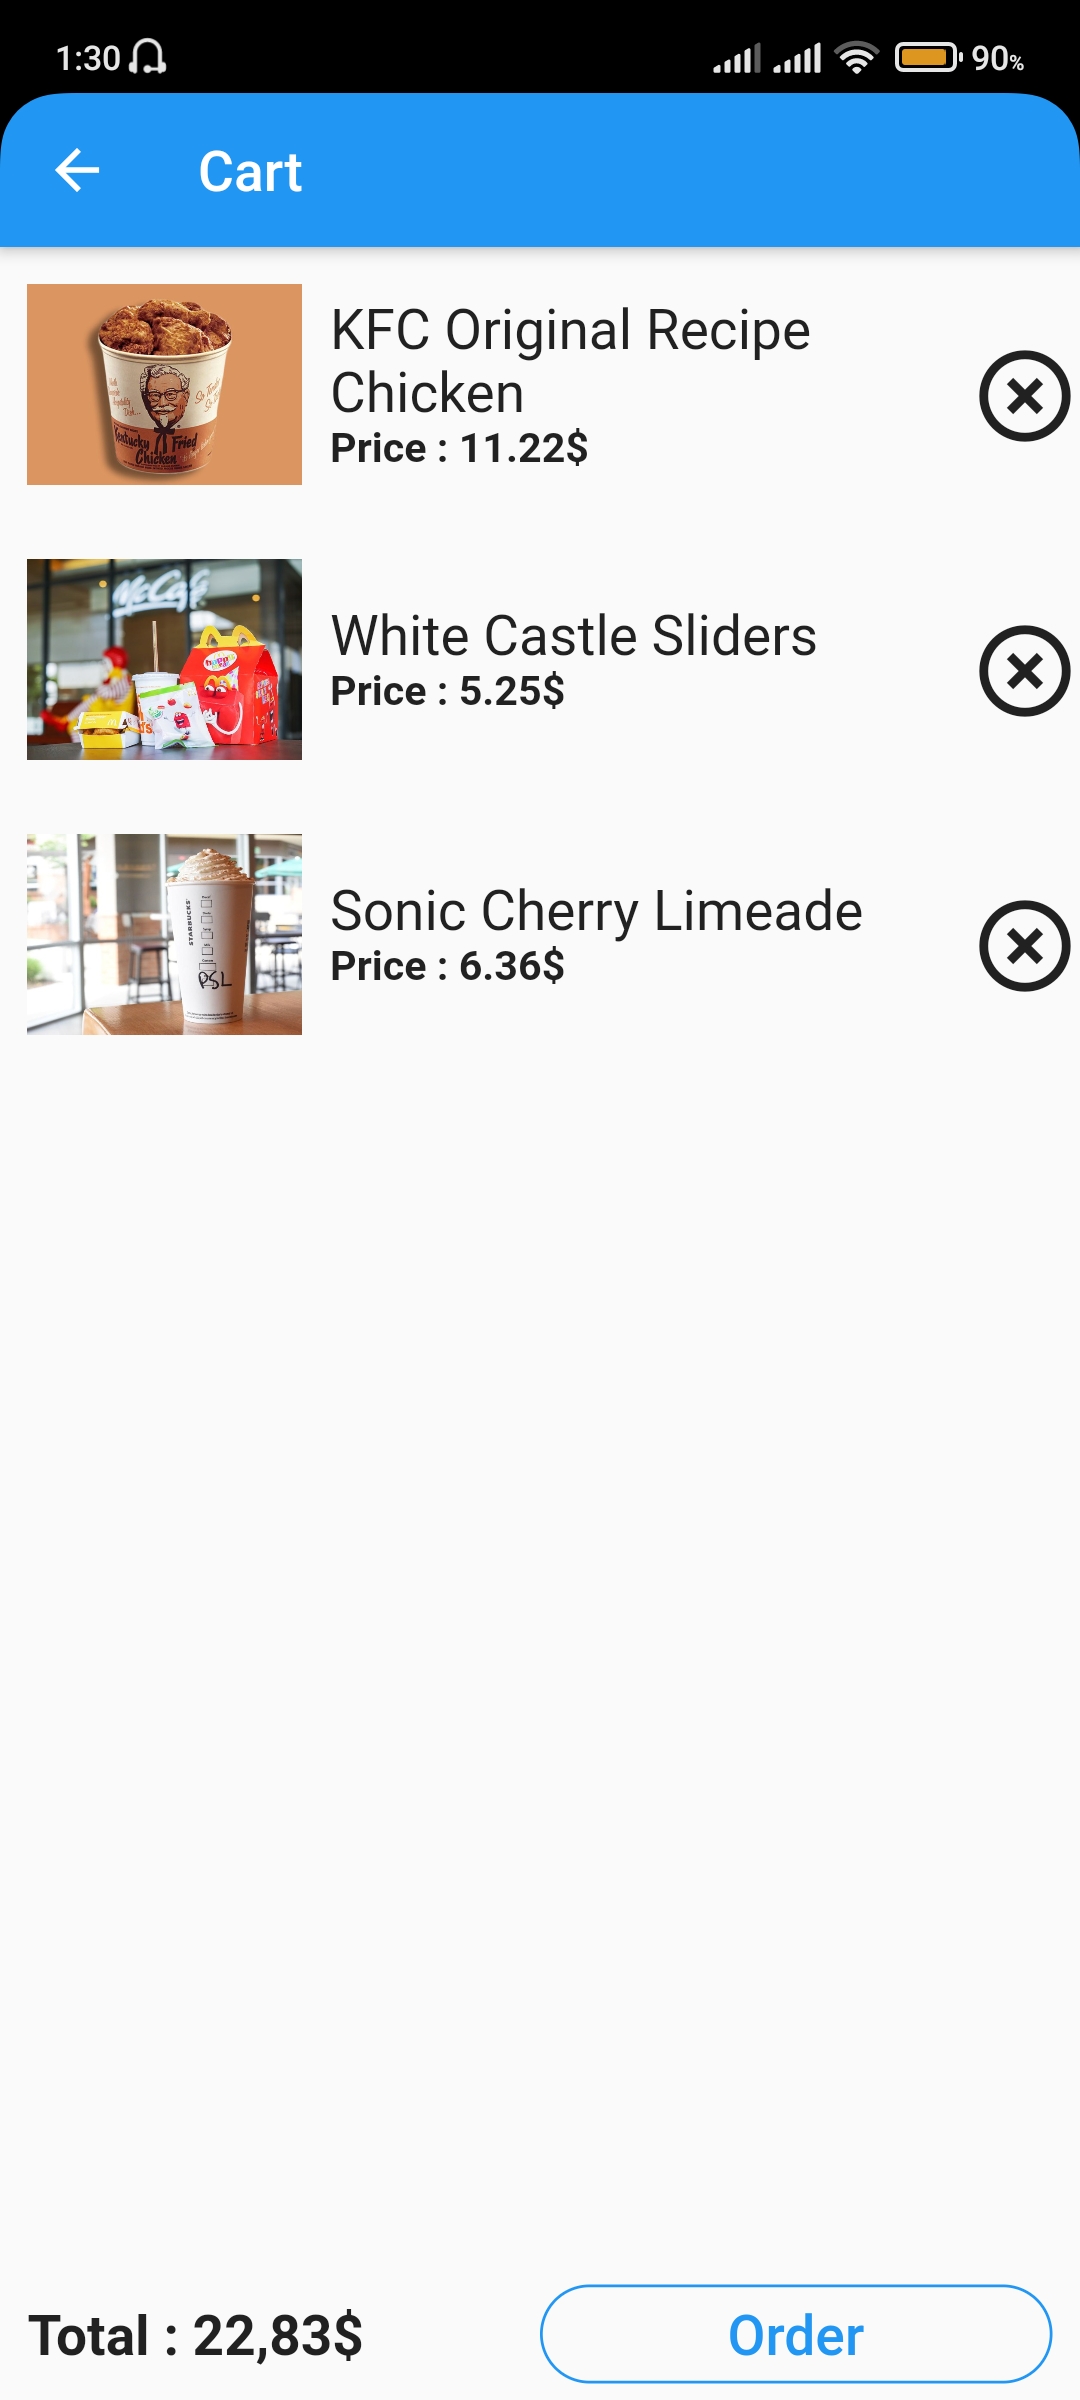 1:30
90%
Cart
KFC Original Recipe
Chicken
Price : 11.22$
Kentucky Fried
Chicken
McCafé
White Castle Sliders
Price : 5.25$
STARBUCKS
PSL
Sonic Cherry Limeade
Price : 6.36$
Total : 22,83$
Order